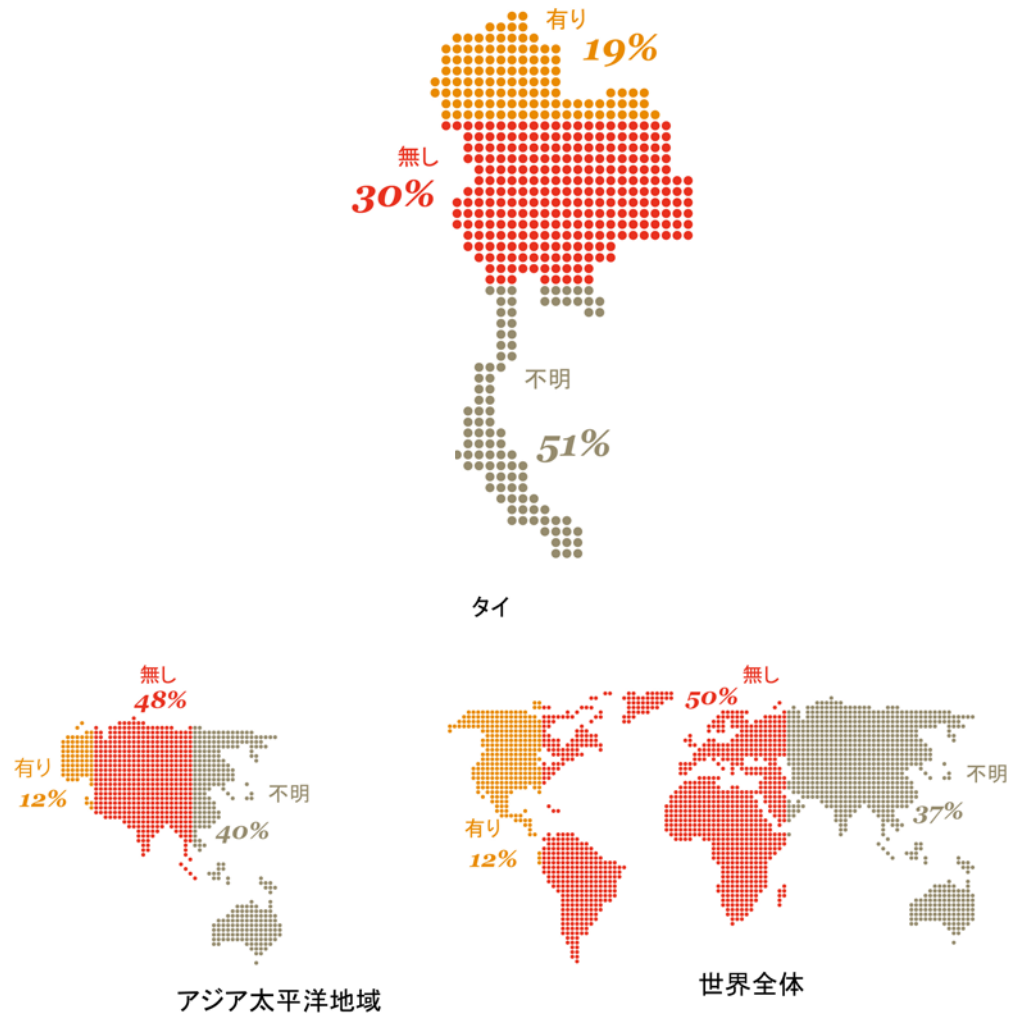 有り
19%
無し
30%
不明
51%
タイ
無し
48%
有り
12%
不明
40%
アジア太平洋地域
無し
50%
有り
12%
不明
37%
世界全体